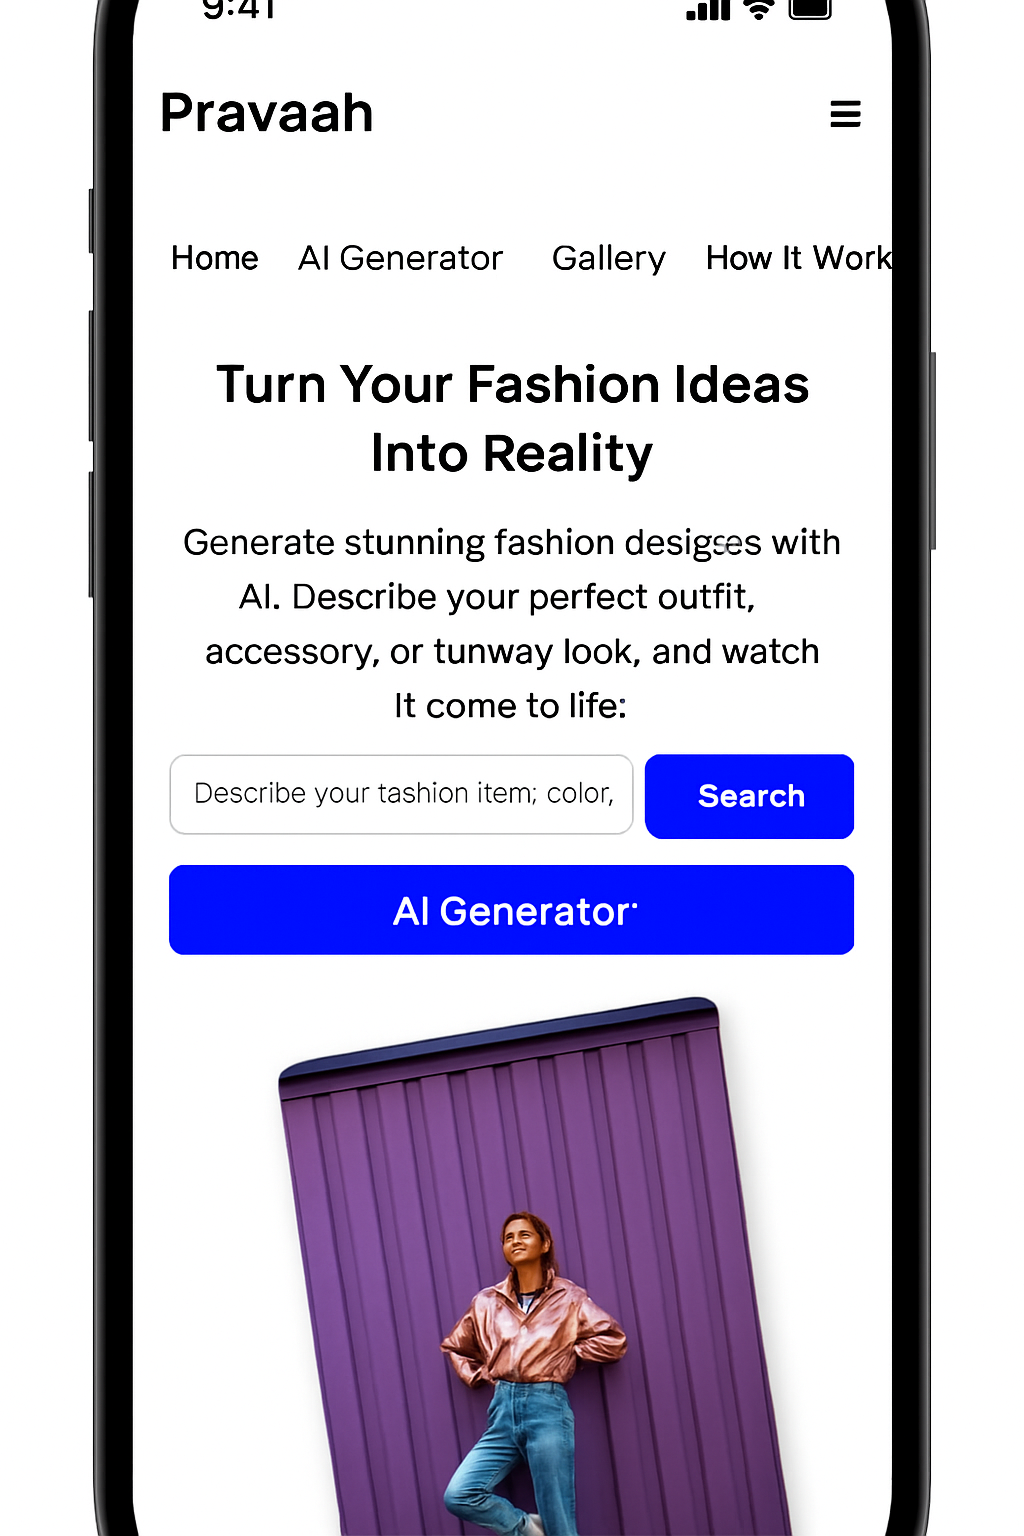 9:41
Pravaah
Home AI Generator Gallery How It Work
Turn Your Fashion Ideas
Into Reality
Generate stunning fashion desigses with
AI. Describe your perfect outfit,
accessory, or tunway look, and watch
It come to life:
Describe your tashion item; color,
Search
AI Generator